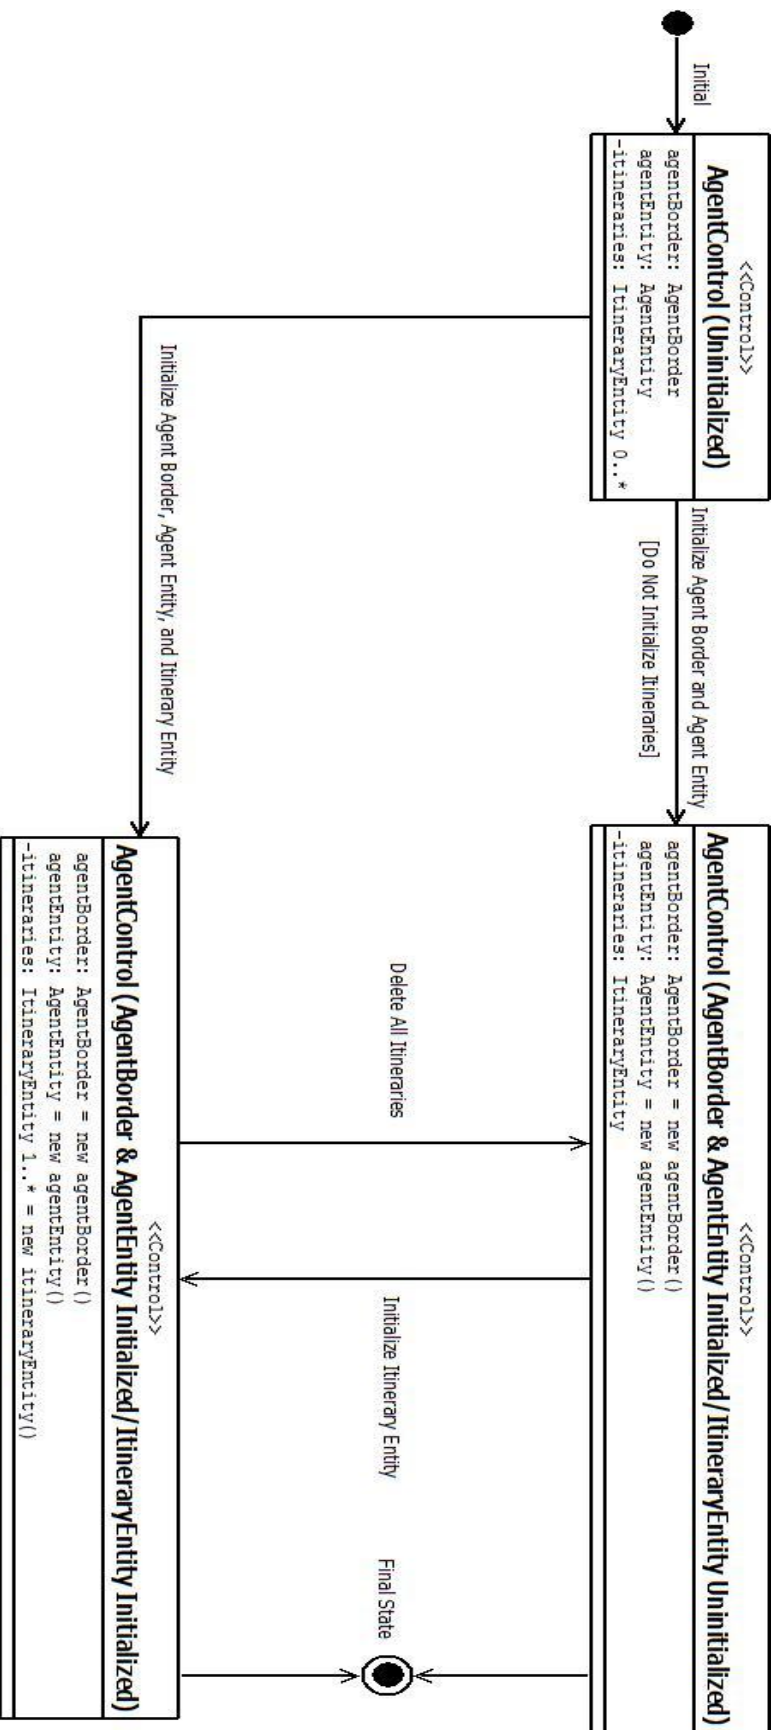 Initial
<<Control>>
AgentControl (Uninitialized)
agentBorder: AgentBorder
agentEntity: AgentEntity
-itineraries: ItineraryEntity 0..*
Initialize Agent Border and Agent Entity
[Do Not Initialize Itineraries]
<<Control>>
AgentControl (AgentBorder & AgentEntity Initialized/ItineraryEntity Uninitialized)
agentBorder: AgentBorder = new agentBorder()
agentEntity: AgentEntity = new agentEntity()
-itineraries: ItineraryEntity
Delete All Itineraries
Initialize Itinerary Entity
Final State
Initialize Agent Border, Agent Entity, and Itinerary Entity
<<Control>>
AgentControl (AgentBorder & AgentEntity Initialized/ItineraryEntity Initialized)
agentBorder: AgentBorder = new agentBorder()
agentEntity: AgentEntity = new agentEntity()
-itineraries: ItineraryEntity 1..* = new itineraryEntity()